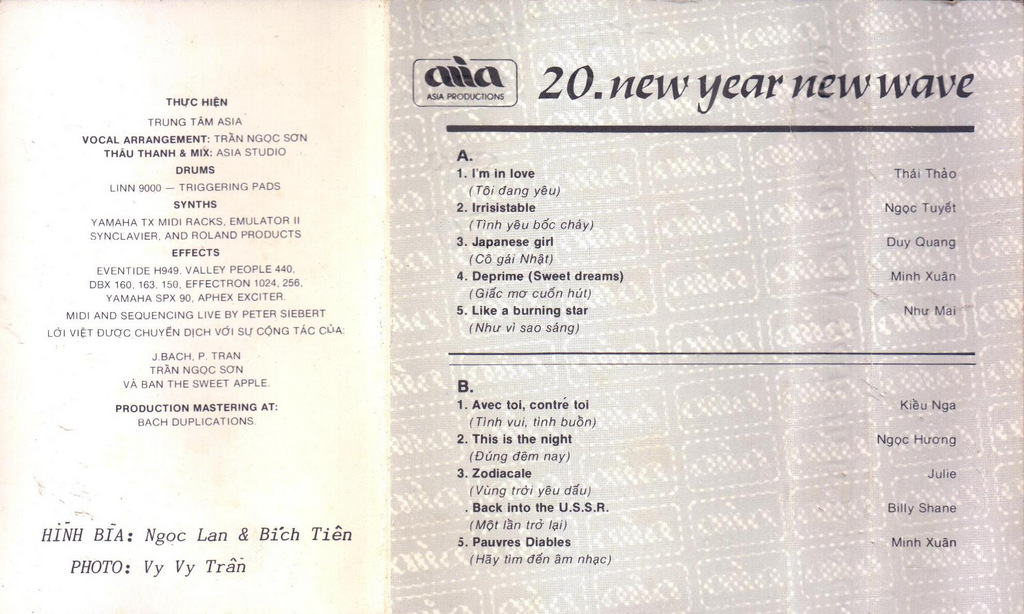 THỰC HIỆN
TRUNG TÂM ASIA
VOCAL ARRANGEMENT: TRẦN NGỌC SƠN
THÂU THANH & MIX: ASIA STUDIO
DRUMS
LINN 9000 — TRIGGERING PADS
SYNTHS
YAMAHA TX MIDI RACKS, EMULATOR II
SYNCLAVIER, AND ROLAND PRODUCTS
EFFECTS
EVENTIDE H949, VALLEY PEOPLE 440,
DBX 160, 163, 150, EFFECTRON 1024, 256,
YAMAHA SPX 90, APHEX EXCITER.
MIDI AND SEQUENCING LIVE BY PETER SIEBERT
LỜI VIỆT ĐƯỢC CHUYỂN DỊCH VỚI SỰ CỘNG TÁC CỦA:
J.BACH, P. TRAN
TRẦN NGỌC SƠN
VÀ BAN THE SWEET APPLE.
PRODUCTION MASTERING AT:
BACH DUPLICATIONS.
HÌNH BÌA: Ngọc Lan & Bích Tiên
PHOTO: Vy Vy Trần
asia
ASIA PRODUCTIONS
20. new year new wave
A.
1. I'm in love Thái Thảo
(Tôi đang yêu)
2. Irrisistable Ngọc Tuyết
(Tình yêu bốc cháy)
3. Japanese girl Duy Quang
(Cô gái Nhật)
4. Deprime (Sweet dreams) Minh Xuân
(Giấc mơ cuốn hút)
5. Like a burning star Như Mai
(Như vì sao sáng)
B.
1. Avec toi, contré toi Kiều Nga
(Tình vui, tình buồn)
2. This is the night Ngọc Hương
(Đúng đêm nay)
3. Zodiacale Julie
(Vùng trời yêu dấu)
. Back into the U.S.S.R. Billy Shane
(Một lần trở lại)
5. Pauvres Diables Minh Xuân
(Hãy tìm đến âm nhạc)